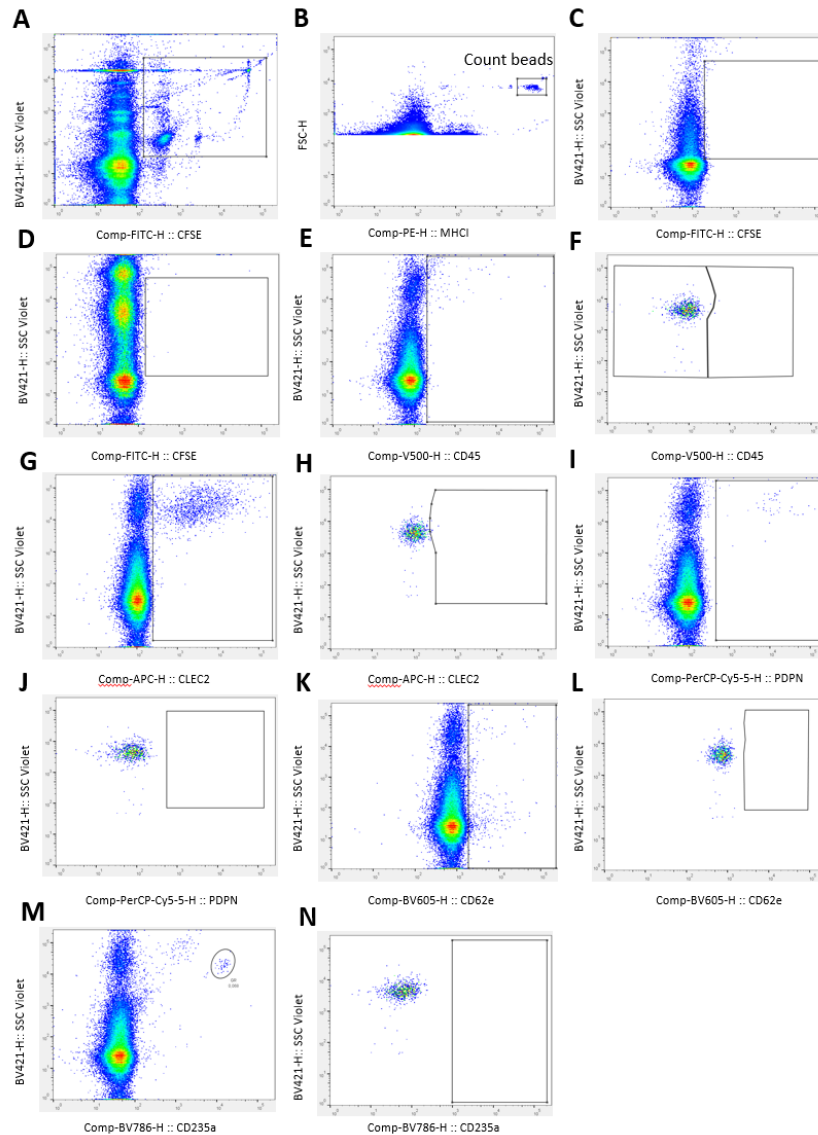 A
B
C
Count beads
BV421-H:: SSC Violet
FSC-H
BV421-H:: SSC Violet
Comp-FITC-H :: CFSE
Comp-PE-H :: MHCI
Comp-FITC-H :: CFSE
D
E
F
BV421-H:: SSC Violet
BV421-H:: SSC Violet
BV421-H:: SSC Violet
Comp-FITC-H :: CFSE
Comp-V500-H :: CD45
Comp-V500-H :: CD45
G
H
I
BV421-H:: SSC Violet
BV421-H:: SSC Violet
BV421-H:: SSC Violet
Comp-APC-H :: CLEC2
Comp-APC-H :: CLEC2
Comp-PerCP-Cy5-5-H :: PDPN
J
K
L
BV421-H:: SSC Violet
BV421-H:: SSC Violet
BV421-H:: SSC Violet
Comp-PerCP-Cy5-5-H :: PDPN
Comp-BV605-H :: CD62e
Comp-BV605-H :: CD62e
M
N
BV421-H:: SSC Violet
BV421-H:: SSC Violet
Comp-BV786-H :: CD235a
Comp-BV786-H :: CD235a